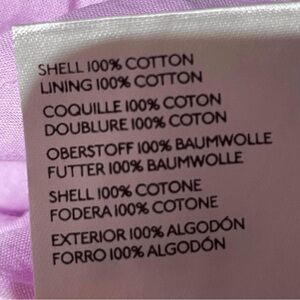 SHELL 100% COTTON
LINING 100% COTTON
COQUILLE 100% COTON
DOUBLURE 100% COTON
OBERSTOFF 100% BAUMWOLLE
FUTTER 100% BAUMWOLLE
SHELL 100% COTONE
FODERA 100% COTONE
EXTERIOR 100% ALGODÓN
FORRO 100% ALGODÓN